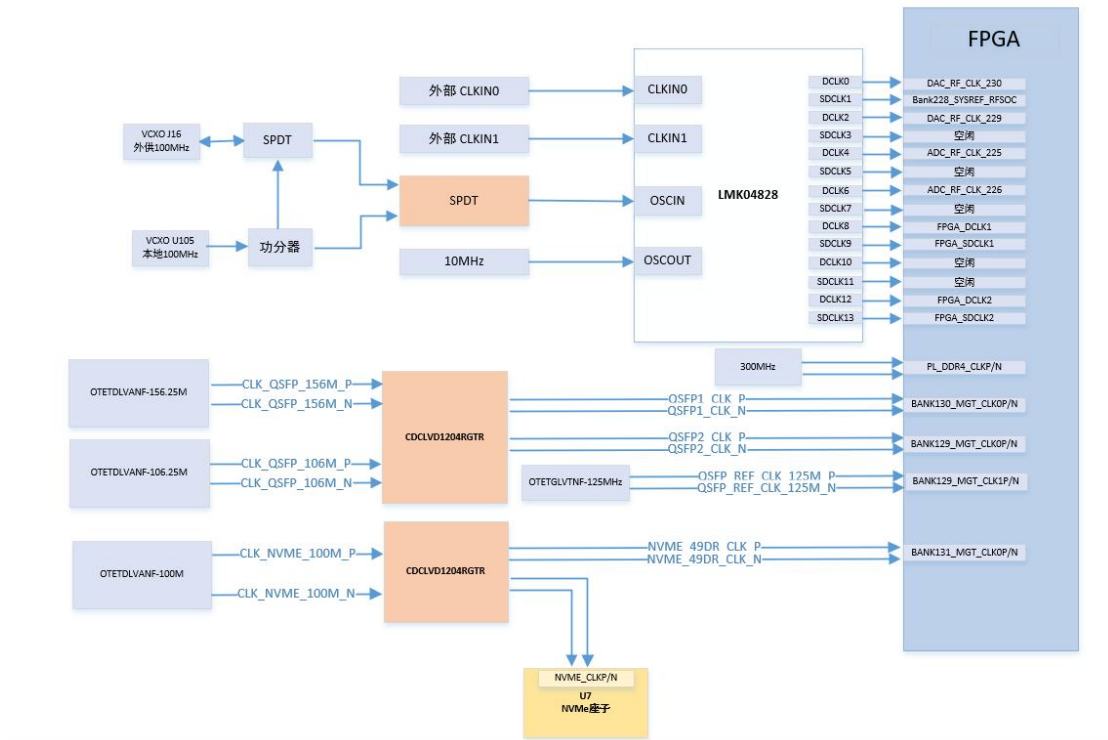 FPGA
外部 CLKIN0
外部 CLKIN1
VCXO J16
外供100MHz
SPDT
SPDT
VCXO U105
本地100MHz
功分器
10MHz
CLKIN0
CLKIN1
OSCIN
OSCOUT
LMK04828
DCLK0
SDCLK1
DCLK2
SDCLK3
DCLK4
SDCLK5
DCLK6
SDCLK7
DCLK8
SDCLK9
DCLK10
SDCLK11
DCLK12
SDCLK13
DAC_RF_CLK_230
Bank228_SYSREF_RFSOC
DAC_RF_CLK_229
空闲
ADC_RF_CLK_225
空闲
ADC_RF_CLK_226
空闲
FPGA_DCLK1
FPGA_SDCLK1
空闲
空闲
FPGA_DCLK2
FPGA_SDCLK2
300MHz
PL_DDR4_CLKP/N
OTETDLVANF-156.25M
CLK_QSFP_156M_P
CLK_QSFP_156M_N
OTETDLVANF-106.25M
CLK_QSFP_106M_P
CLK_QSFP_106M_N
CDCLVD1204RGTR
QSFP1_CLK_P
QSFP1_CLK_N
BANK130_MGT_CLK0P/N
QSFP2_CLK_P
QSFP2_CLK_N
BANK129_MGT_CLK0P/N
OTETGLVTNF-125MHz
QSFP_REF_CLK_125M_P
QSFP_REF_CLK_125M_N
BANK129_MGT_CLK1P/N
OTETDLVANF-100M
CLK_NVME_100M_P
CLK_NVME_100M_N
CDCLVD1204RGTR
NVME_49DR_CLK_P
NVME_49DR_CLK_N
BANK131_MGT_CLK0P/N
NVME_CLKP/N
U7
NVMe座子